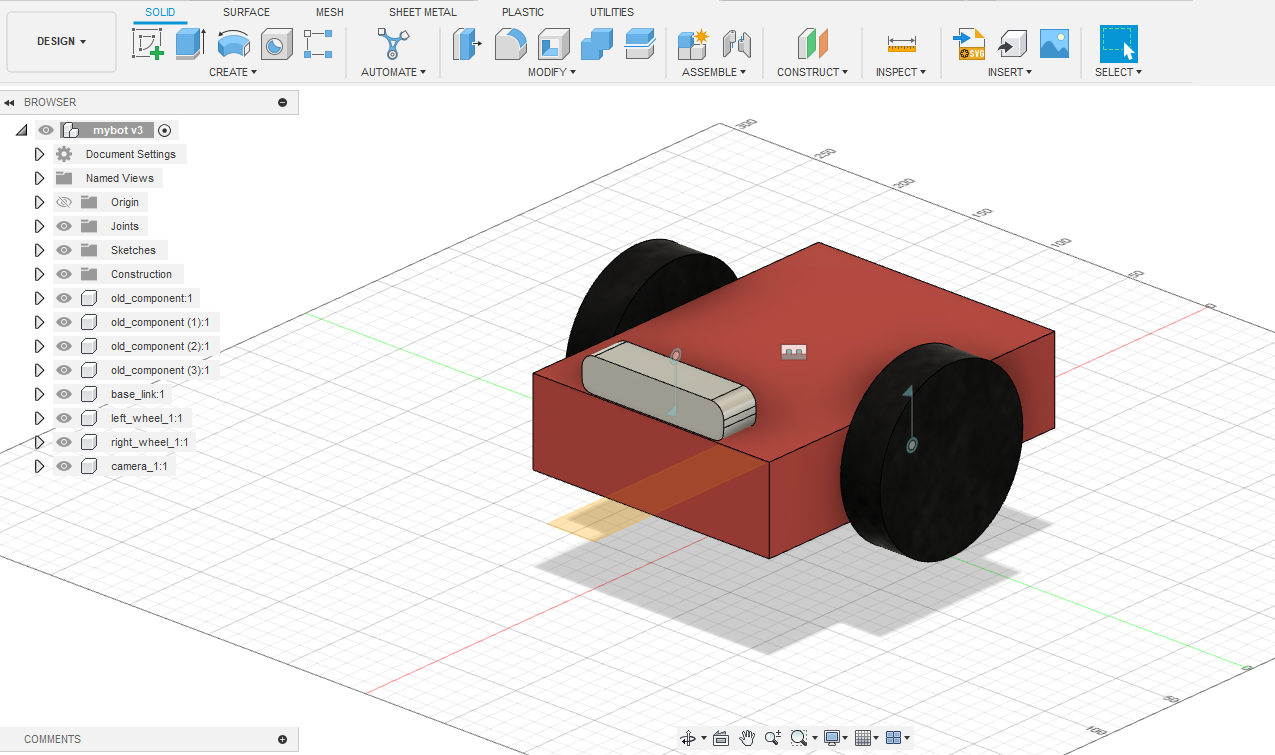 SOLID SURFACE MESH SHEET METAL PLASTIC UTILITIES
DESIGN
SVG
CREATE AUTOMATE MODIFY ASSEMBLE CONSTRUCT INSPECT INSERT SELECT
BROWSER
mybot v3
Document Settings
Named Views
Origin
Joints
Sketches
Construction
old_component:1
old_component (1):1
old_component (2):1
old_component (3):1
base_link:1
left_wheel_1:1
right_wheel_1:1
camera_1:1
300
250
200
150
100
50
0
0
50
100
COMMENTS